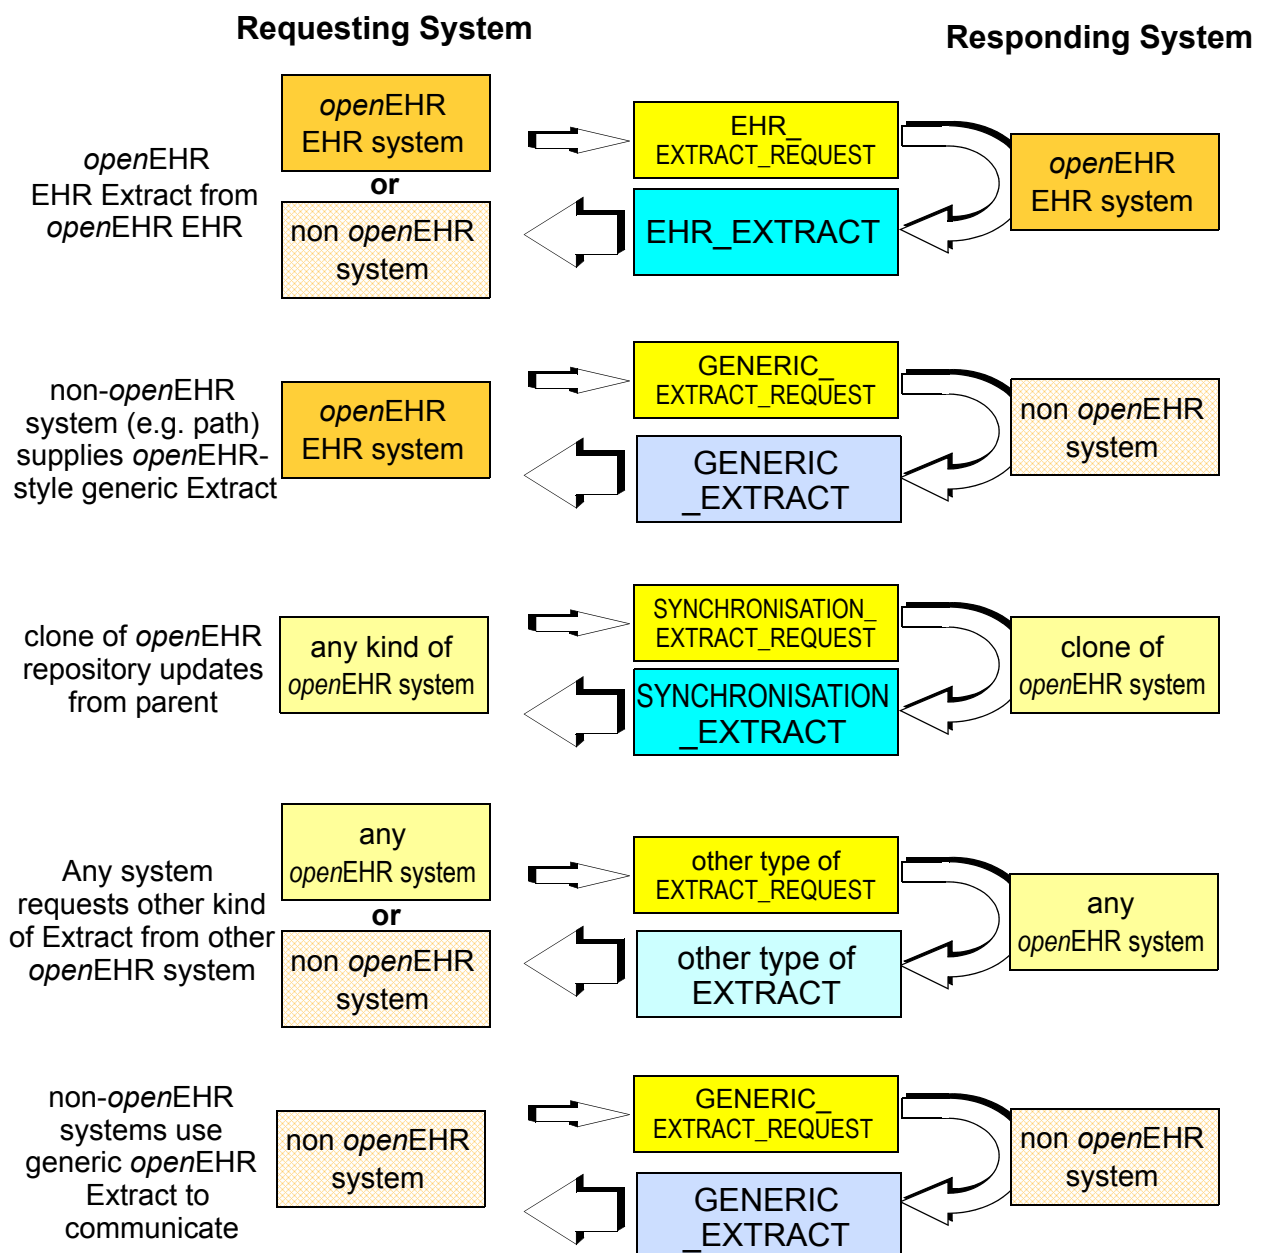 Requesting System
Responding System
openEHR
EHR Extract from
openEHR EHR
openEHR
EHR system
or
non openEHR
system
EHR_
EXTRACT_REQUEST
EHR_EXTRACT
openEHR
EHR system
non-openEHR
system (e.g. path)
supplies openEHR-
style generic Extract
openEHR
EHR system
GENERIC_
EXTRACT_REQUEST
GENERIC
_EXTRACT
non openEHR
system
clone of openEHR
repository updates
from parent
any kind of
openEHR system
SYNCHRONISATION_
EXTRACT_REQUEST
SYNCHRONISATION
_EXTRACT
clone of
openEHR system
Any system
requests other kind
of Extract from other
openEHR system
any
openEHR system
or
non openEHR
system
other type of
EXTRACT_REQUEST
other type of
EXTRACT
any
openEHR system
non-openEHR
systems use
generic openEHR
Extract to
communicate
non openEHR
system
GENERIC_
EXTRACT_REQUEST
GENERIC
_EXTRACT
non openEHR
system